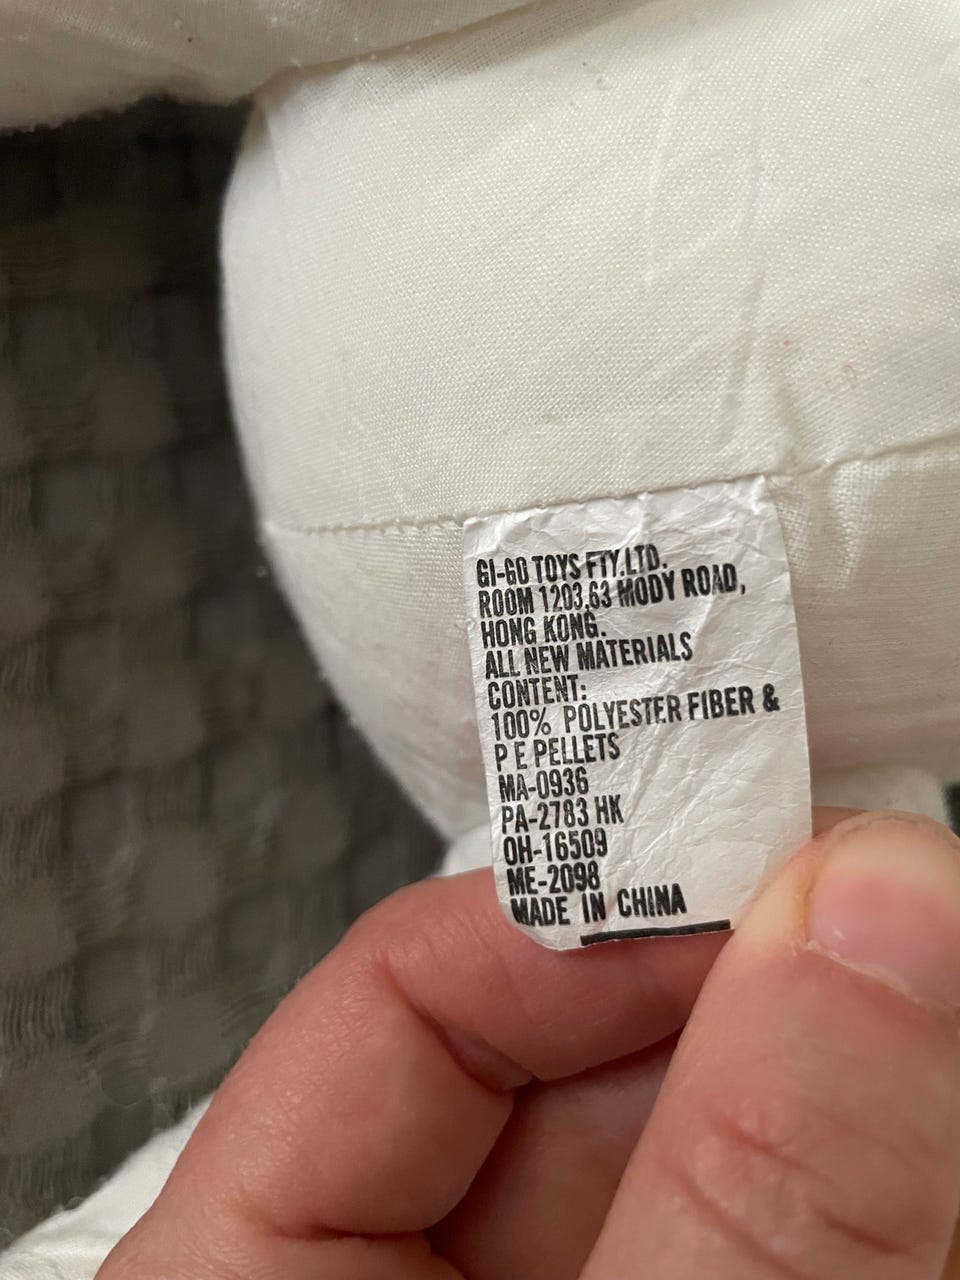 GI-GO TOYS FTY.LTD.
ROOM 1203,63 MODY ROAD,
HONG KONG.
ALL NEW MATERIALS
CONTENT:
100% POLYESTER FIBER &
P E PELLETS
MA-0936
PA-2783 HK
OH-16509
ME-2098
MADE IN CHINA